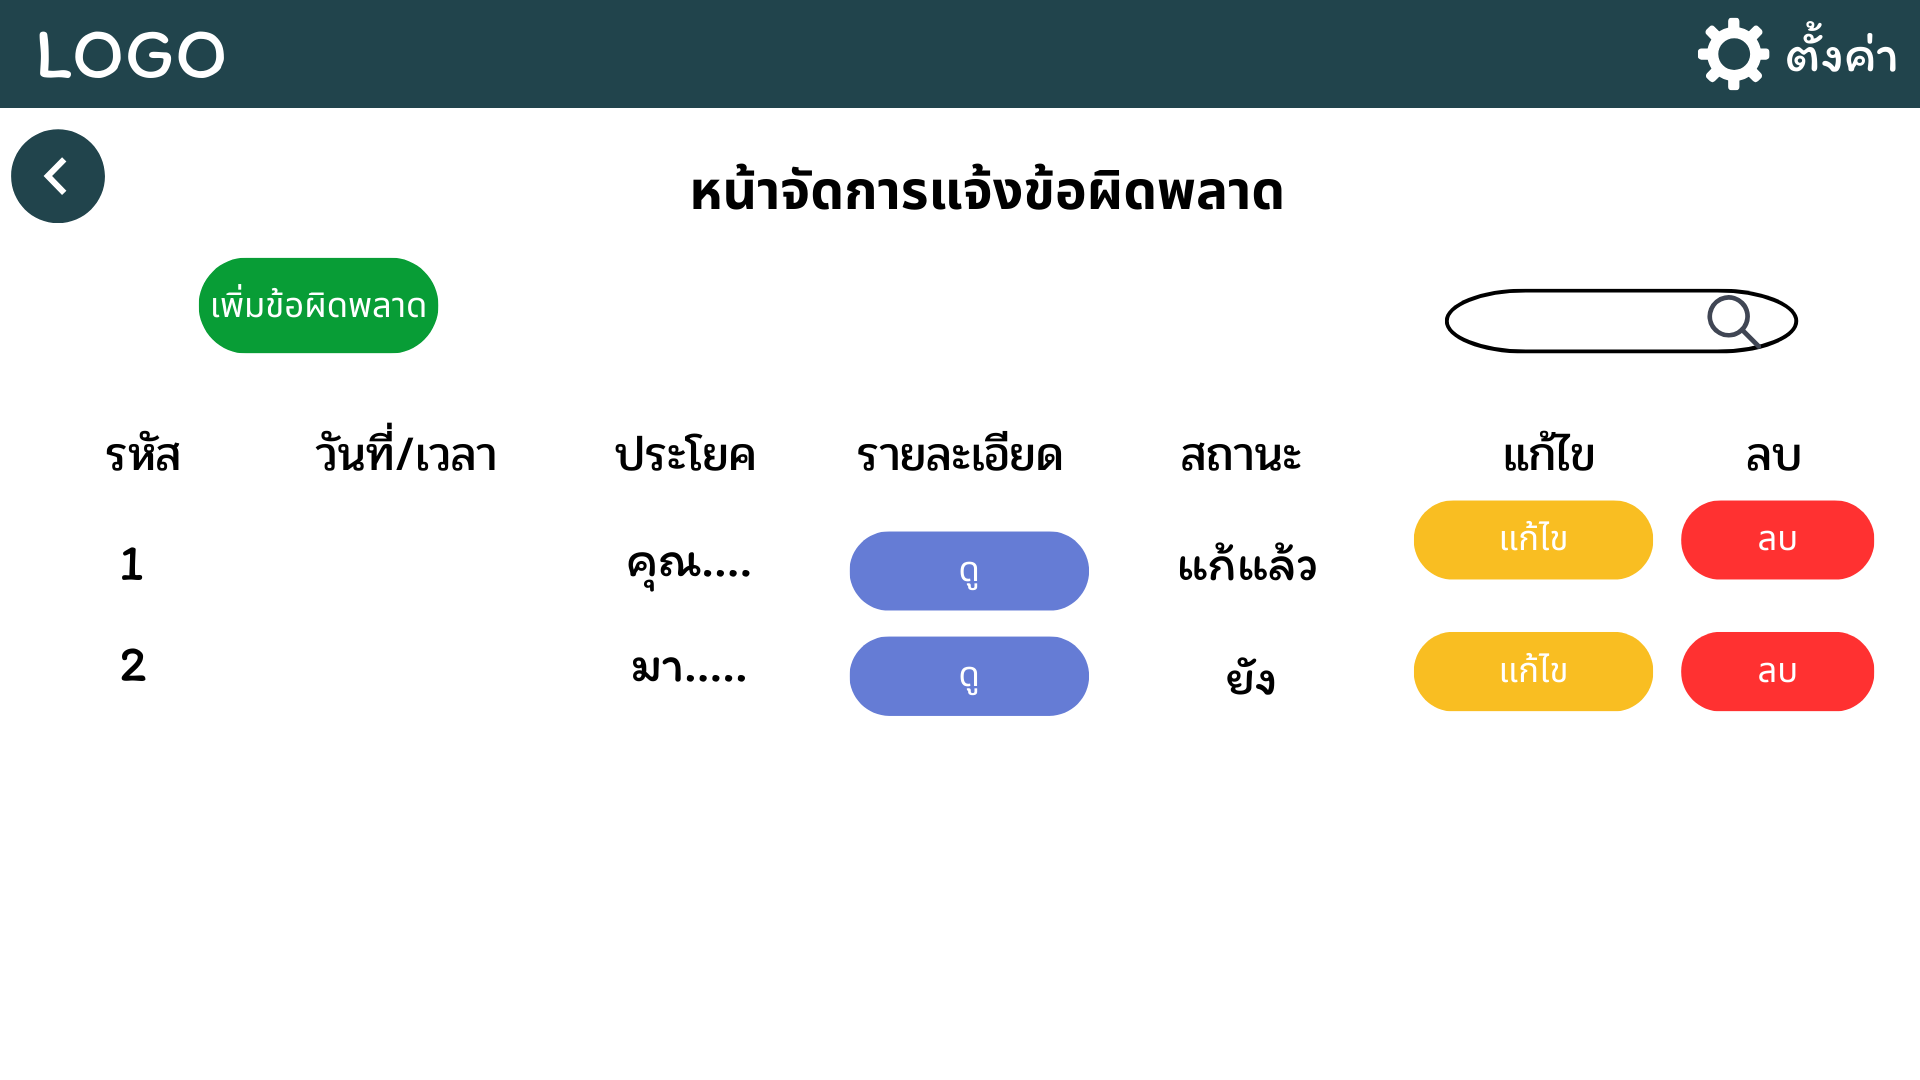 LOGO
ตั้งค่า
หน้าจัดการแจ้งข้อผิดพลาด
เพิ่มข้อผิดพลาด
รหัส วันที่/เวลา ประโยค รายละเอียด สถานะ แก้ไข ลบ
1 คุณ.... ดู แก้แล้ว แก้ไข ลบ
2 มา..... ดู ยัง แก้ไข ลบ